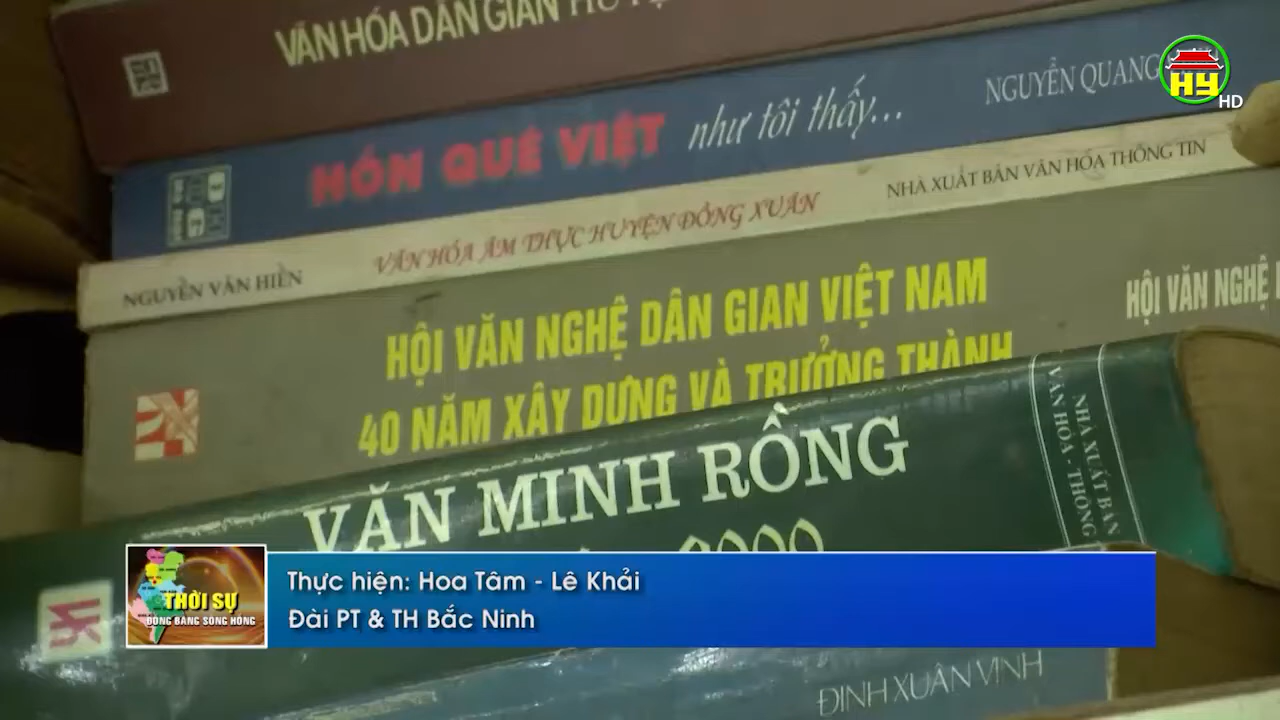 VĂN HÓA DÂN GIAN
HỒN QUÊ VIỆT như tôi thấy...
NGUYỄN QUANG
HY
HD
NGUYỄN VĂN HIỀN
VĂN HÓA ẨM THỰC HUYỆN ĐỒNG XUÂN
NHÀ XUẤT BẢN VĂN HÓA THÔNG TIN
HỘI VĂN NGHỆ DÂN GIAN VIỆT NAM
40 NĂM XÂY DỰNG VÀ TRƯỞNG THÀNH
HỘI VĂN NGHỆ
VĂN MINH RỒNG
NHÀ XUẤT BẢN
VĂN HÓA - THÔNG
THỜI SỰ
ĐỒNG BẰNG SÔNG HỒNG
Thực hiện: Hoa Tâm - Lê Khải
Đài PT & TH Bắc Ninh
ĐINH XUÂN VỊNH